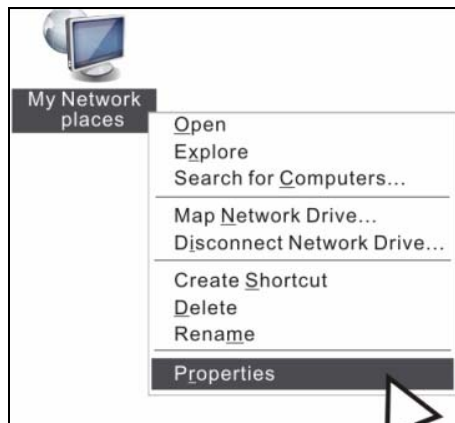 My Network
places
Open
Explore
Search for Computers...
Map Network Drive...
Disconnect Network Drive...
Create Shortcut
Delete
Rename
Properties